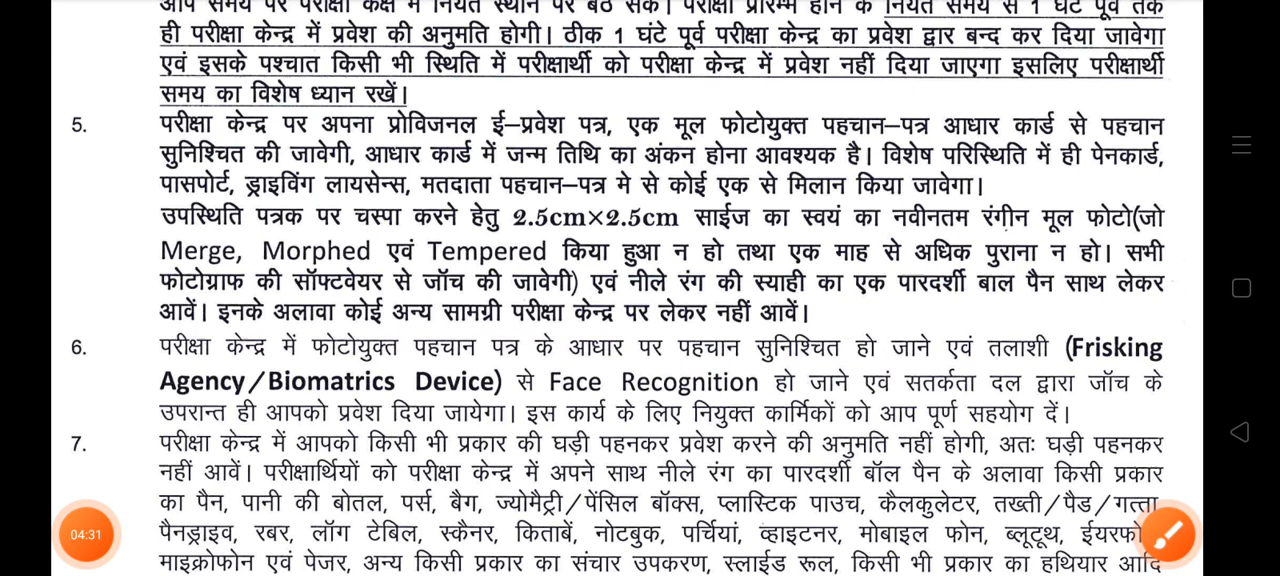 आप समय पर परीक्षा कक्ष में नियत स्थान पर बैठ सकें। परीक्षा प्रारम्भ होने के नियत समय से 1 घंटे पूर्व तक
ही परीक्षा केन्द्र में प्रवेश की अनुमति होगी। ठीक 1 घंटे पूर्व परीक्षा केन्द्र का प्रवेश द्वार बन्द कर दिया जावेगा
एवं इसके पश्चात किसी भी स्थिति में परीक्षार्थी को परीक्षा केन्द्र में प्रवेश नहीं दिया जाएगा इसलिए परीक्षार्थी
समय का विशेष ध्यान रखें।
5. परीक्षा केन्द्र पर अपना प्रोविजनल ई–प्रवेश पत्र, एक मूल फोटोयुक्त पहचान–पत्र आधार कार्ड से पहचान
सुनिश्चित की जावेगी, आधार कार्ड में जन्म तिथि का अंकन होना आवश्यक है। विशेष परिस्थिति में ही पेनकार्ड,
पासपोर्ट, ड्राइविंग लायसेन्स, मतदाता पहचान–पत्र मे से कोई एक से मिलान किया जावेगा।
उपस्थिति पत्रक पर चस्पा करने हेतु 2.5cm×2.5cm साईज का स्वयं का नवीनतम रंगीन मूल फोटो(जो
Merge, Morphed एवं Tempered किया हुआ न हो तथा एक माह से अधिक पुराना न हो। सभी
फोटोग्राफ की सॉफ्टवेयर से जॉच की जावेगी) एवं नीले रंग की स्याही का एक पारदर्शी बाल पैन साथ लेकर
आवें। इनके अलावा कोई अन्य सामग्री परीक्षा केन्द्र पर लेकर नहीं आवें।
6. परीक्षा केन्द्र में फोटोयुक्त पहचान पत्र के आधार पर पहचान सुनिश्चित हो जाने एवं तलाशी (Frisking
Agency/Biomatrics Device) से Face Recognition हो जाने एवं सतर्कता दल द्वारा जॉच के
उपरान्त ही आपको प्रवेश दिया जायेगा। इस कार्य के लिए नियुक्त कार्मिकों को आप पूर्ण सहयोग दें।
7. परीक्षा केन्द्र में आपको किसी भी प्रकार की घड़ी पहनकर प्रवेश करने की अनुमति नहीं होगी, अतः घड़ी पहनकर
नहीं आवें। परीक्षार्थियों को परीक्षा केन्द्र में अपने साथ नीले रंग का पारदर्शी बॉल पैन के अलावा किसी प्रकार
का पैन, पानी की बोतल, पर्स, बैग, ज्योमैट्री/पेंसिल बॉक्स, प्लास्टिक पाउच, कैलकुलेटर, तख्ती/पैड/गत्ता,
पैनड्राइव, रबर, लॉग टेबिल, स्कैनर, किताबें, नोटबुक, पर्चियां, व्हाइटनर, मोबाइल फोन, ब्लूटूथ,
माइक्रोफोन एवं पेजर, अन्य किसी प्रकार का संचार उपकरण, स्लाईड रूल, किसी भी प्रकार का हथियार आदि
04:31